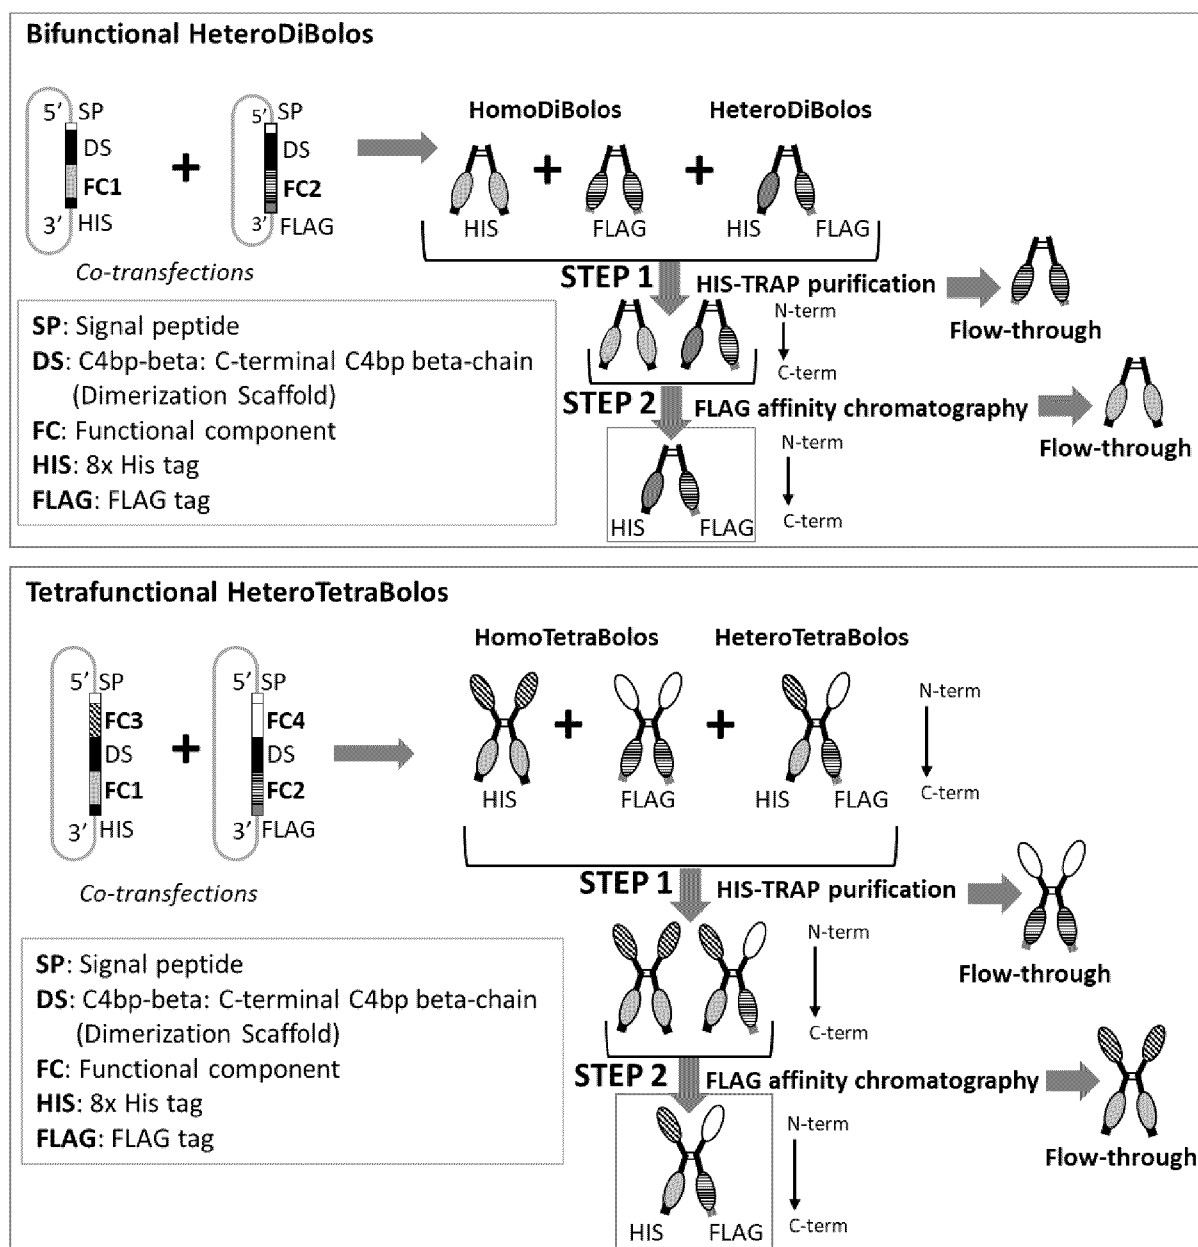 Bifunctional HeteroDiBolos
5’ SP
DS
FC1
3’ HIS
+
5’ SP
DS
FC2
3’ FLAG
Co-transfections
HomoDiBolos
HeteroDiBolos
+
+
HIS
FLAG
HIS
FLAG
STEP 1
HIS-TRAP purification
Flow-through
N-term
C-term
STEP 2
FLAG affinity chromatography
Flow-through
N-term
C-term
HIS
FLAG
SP: Signal peptide
DS: C4bp-beta: C-terminal C4bp beta-chain
(Dimerization Scaffold)
FC: Functional component
HIS: 8x His tag
FLAG: FLAG tag
Tetrafunctional HeteroTetraBolos
5’ SP
FC3
DS
FC1
3’ HIS
+
5’ SP
FC4
DS
FC2
3’ FLAG
Co-transfections
HomoTetraBolos
HeteroTetraBolos
+
+
HIS
FLAG
HIS
FLAG
N-term
C-term
STEP 1
HIS-TRAP purification
Flow-through
N-term
C-term
STEP 2
FLAG affinity chromatography
Flow-through
N-term
C-term
HIS
FLAG
SP: Signal peptide
DS: C4bp-beta: C-terminal C4bp beta-chain
(Dimerization Scaffold)
FC: Functional component
HIS: 8x His tag
FLAG: FLAG tag